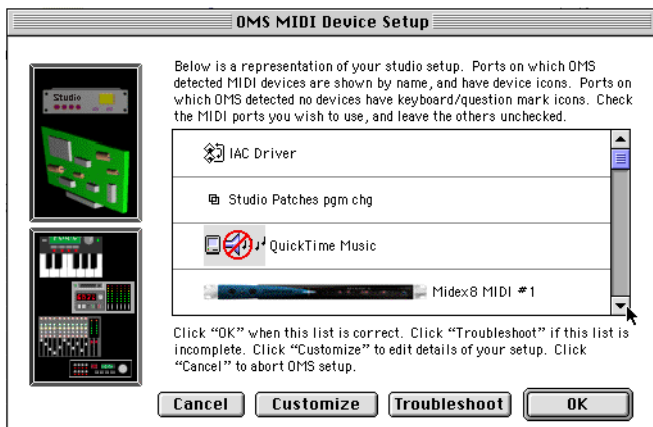 OMS MIDI Device Setup
Below is a representation of your studio setup. Ports on which OMS
detected MIDI devices are shown by name, and have device icons. Ports on
which OMS detected no devices have keyboard/question mark icons. Check
the MIDI ports you wish to use, and leave the others unchecked.
Studio
IAC Driver
Studio Patches pgm chg
QuickTime Music
Midex8 MIDI #1
Click “OK” when this list is correct. Click “Troubleshoot” if this list is
incomplete. Click “Customize” to edit details of your setup. Click
“Cancel” to abort OMS setup.
Cancel
Customize
Troubleshoot
OK